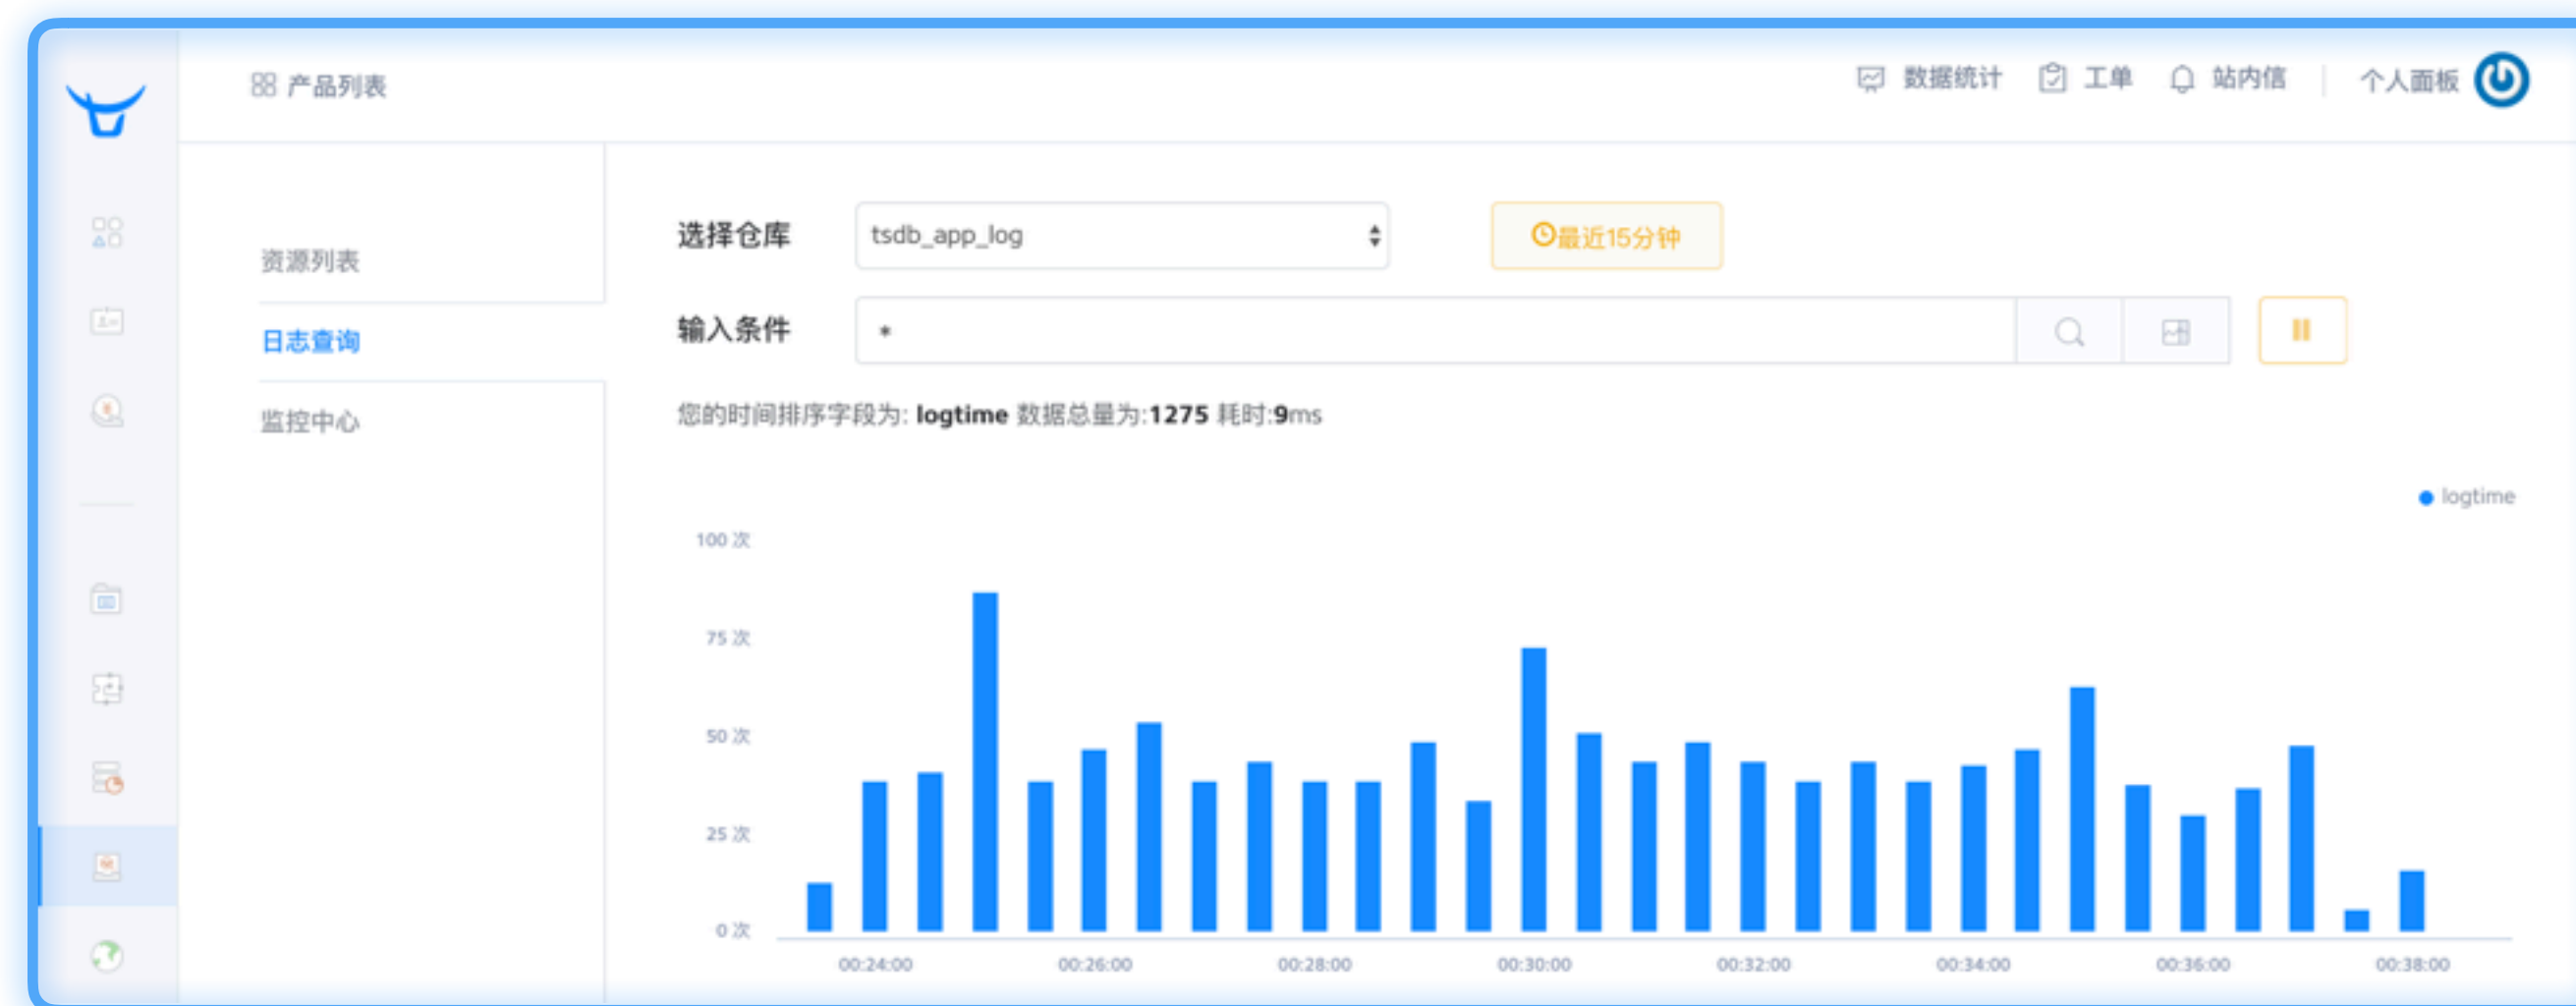 产品列表
数据统计 工单 站内信 个人面板
资源列表
日志查询
监控中心
选择仓库 tsdb_app_log 最近15分钟
输入条件 *
您的时间排序字段为: logtime 数据总量为:1275 耗时:9ms
logtime
100 次
75 次
50 次
25 次
0 次
00:24:00 00:26:00 00:28:00 00:30:00 00:32:00 00:34:00 00:36:00 00:38:00